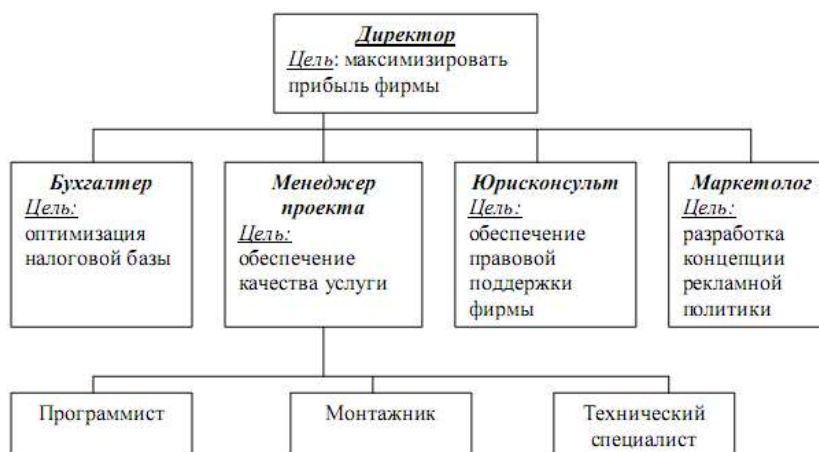 Директор
Цель: максимизировать
прибыль фирмы
Бухгалтер
Цель:
оптимизация
налоговой базы
Менеджер
проекта
Цель:
обеспечение
качества услуги
Юрисконсульт
Цель:
обеспечение
правовой
поддержки
фирмы
Маркетолог
Цель:
разработка
концепции
рекламной
политики
Программист
Монтажник
Технический
специалист